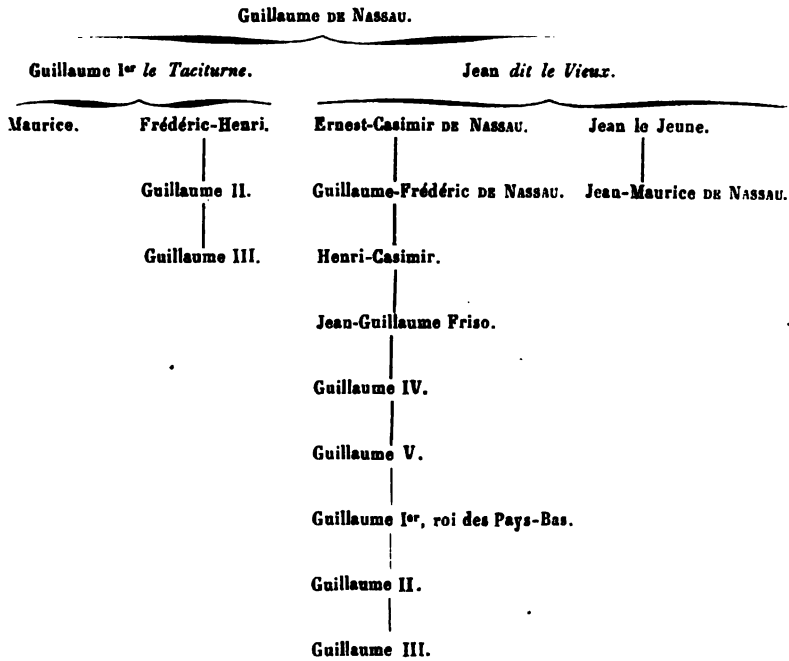 Guillaume DE NASSAU.
Guillaume Ier le Taciturne. Jean dit le Vieux.
Maurice. Frédéric-Henri. Ernest-Casimir DE NASSAU. Jean le Jeune.
Guillaume II. Guillaume-Frédéric DE NASSAU. Jean-Maurice DE NASSAU.
Guillaume III. Henri-Casimir.
Jean-Guillaume Friso.
Guillaume IV.
Guillaume V.
Guillaume Ier, roi des Pays-Bas.
Guillaume II.
Guillaume III.